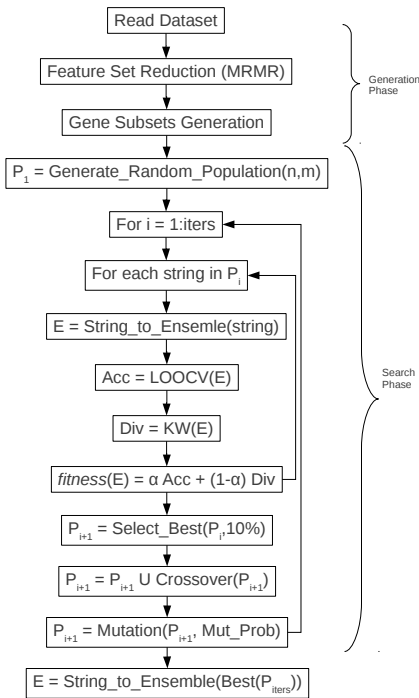 Read Dataset
Feature Set Reduction (MRMR)
Generation
Phase
Gene Subsets Generation
P₁ = Generate_Random_Population(n,m)
For i = 1:iters
For each string in Pᵢ
E = String_to_Ensemle(string)
Acc = LOOCV(E)
Search
Phase
Div = KW(E)
fitness(E) = α Acc + (1-α) Div
Pᵢ₊₁ = Select_Best(Pᵢ,10%)
Pᵢ₊₁ = Pᵢ₊₁ U Crossover(Pᵢ₊₁)
Pᵢ₊₁ = Mutation(Pᵢ₊₁, Mut_Prob)
E = String_to_Ensemble(Best(Pᵢₜₑᵣₛ))